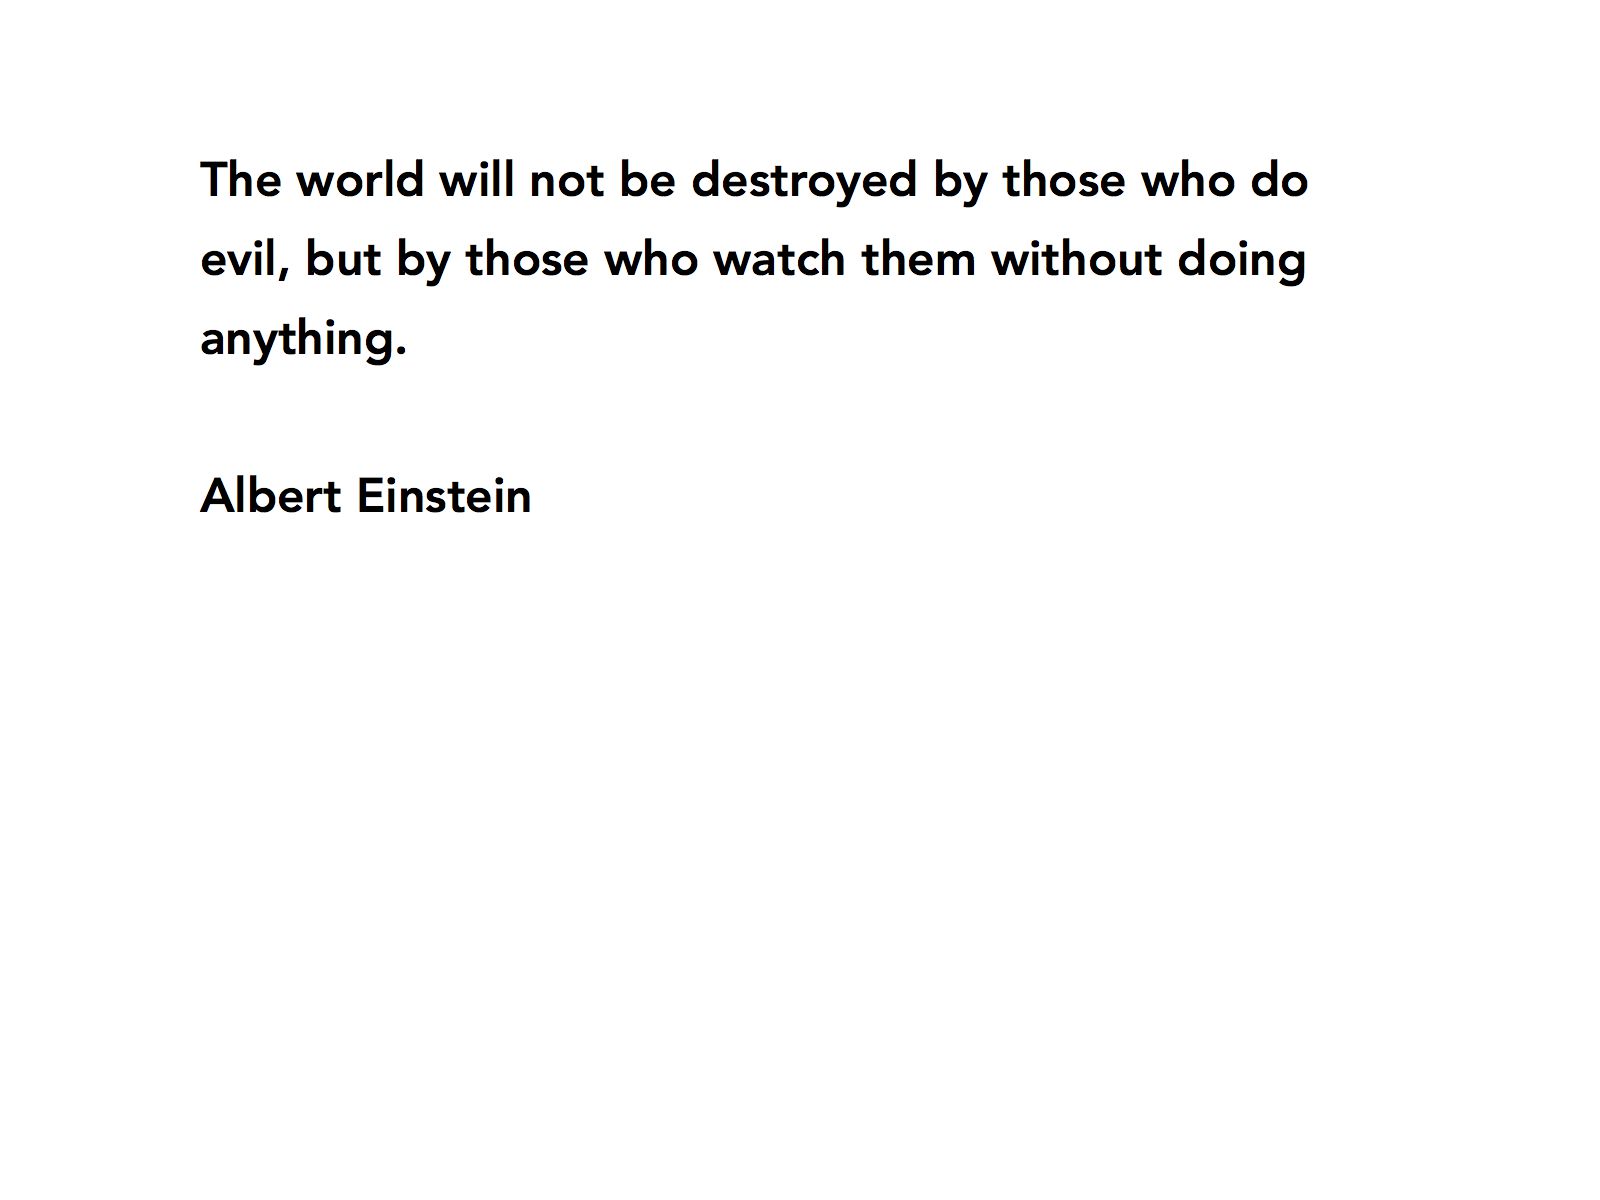 The world will not be destroyed by those who do
evil, but by those who watch them without doing
anything.
Albert Einstein